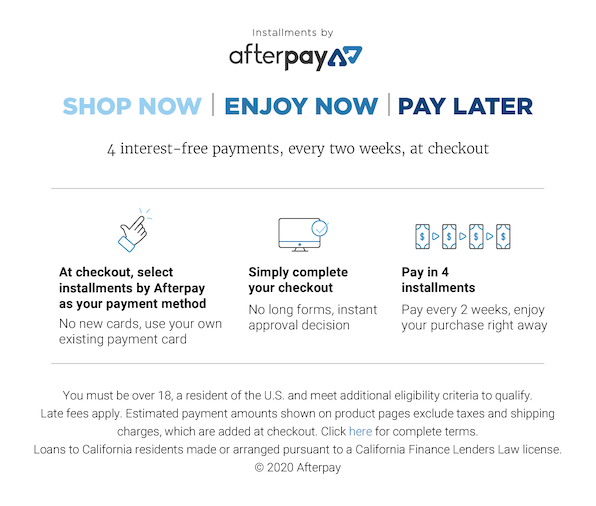 Installments by
afterpay
SHOP NOW | ENJOY NOW | PAY LATER
4 interest-free payments, every two weeks, at checkout
$ $ $ $
At checkout, select
installments by Afterpay
as your payment method
No new cards, use your own
existing payment card
Simply complete
your checkout
No long forms, instant
approval decision
Pay in 4
installments
Pay every 2 weeks, enjoy
your purchase right away
You must be over 18, a resident of the U.S. and meet additional eligibility criteria to qualify.
Late fees apply. Estimated payment amounts shown on product pages exclude taxes and shipping
charges, which are added at checkout. Click here for complete terms.
Loans to California residents made or arranged pursuant to a California Finance Lenders Law license.
© 2020 Afterpay